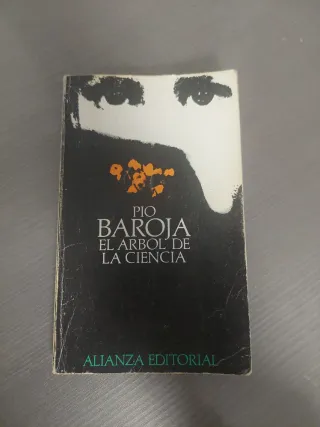 PIO
BAROJA
EL ARBOL DE
LA CIENCIA
ALIANZA EDITORIAL